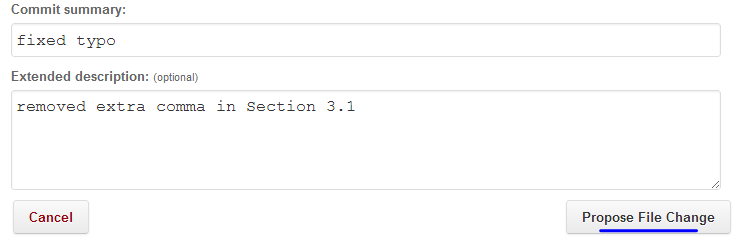 Commit summary:
fixed typo
Extended description: (optional)
removed extra comma in Section 3.1
Cancel
Propose File Change